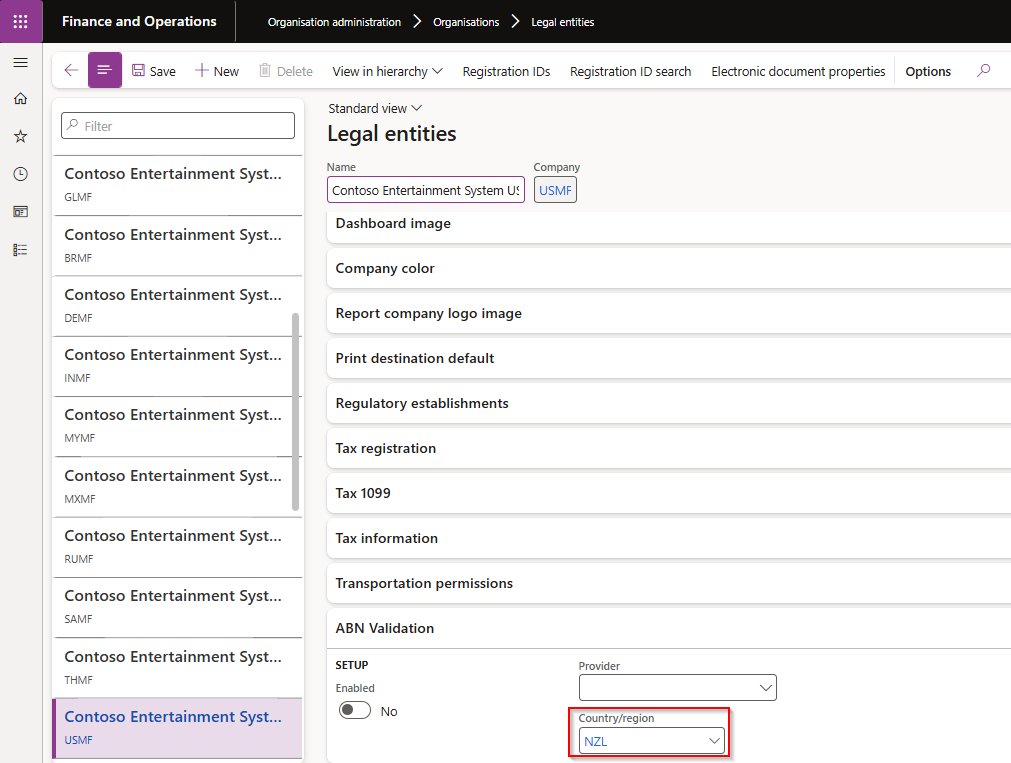 Finance and Operations
Organisation administration > Organisations > Legal entities
Save New Delete View in hierarchy Registration IDs Registration ID search Electronic document properties Options
Filter
Contoso Entertainment Syst...
GLMF
Contoso Entertainment Syst...
BRMF
Contoso Entertainment Syst...
DEMF
Contoso Entertainment Syst...
INMF
Contoso Entertainment Syst...
MYMF
Contoso Entertainment Syst...
MXMF
Contoso Entertainment Syst...
RUMF
Contoso Entertainment Syst...
SAMF
Contoso Entertainment Syst...
THMF
Contoso Entertainment Syst...
USMF
Standard view
Legal entities
Name Company
Contoso Entertainment System US USMF
Dashboard image
Company color
Report company logo image
Print destination default
Regulatory establishments
Tax registration
Tax 1099
Tax information
Transportation permissions
ABN Validation
SETUP
Enabled
No
Provider
Country/region
NZL